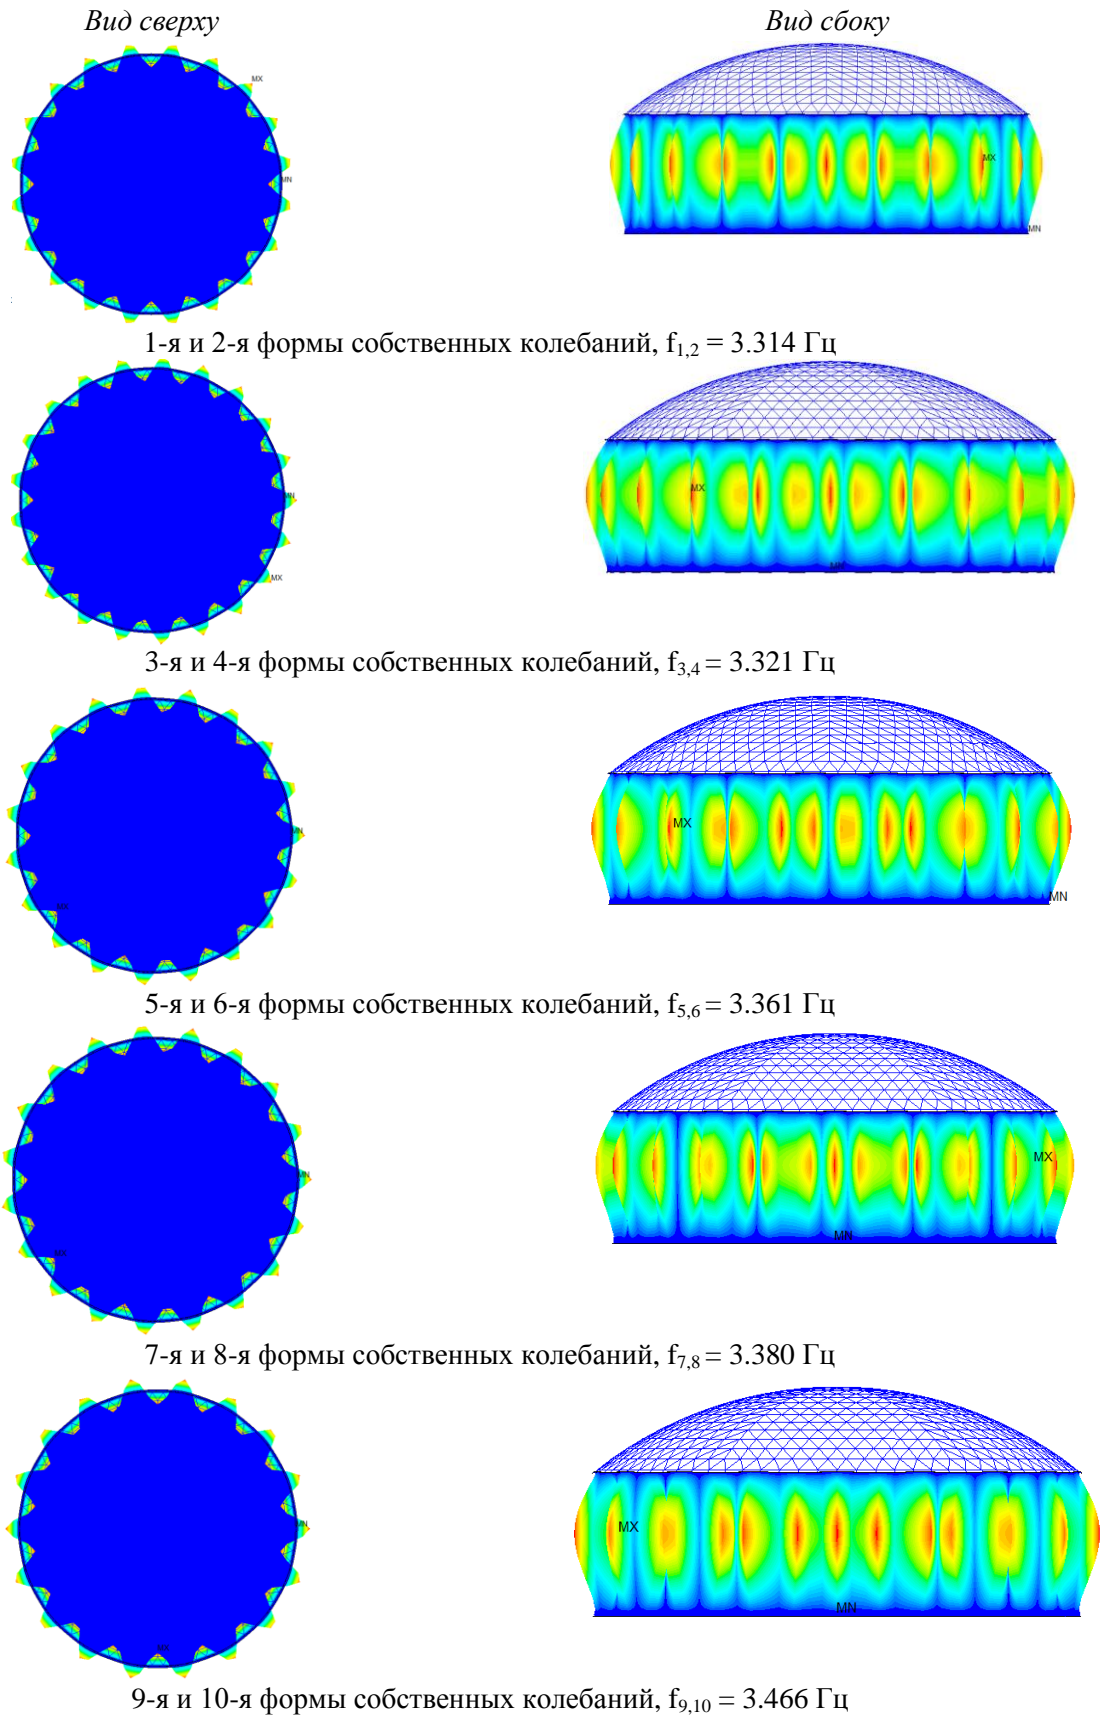 Вид сверху Вид сбоку
MX
MN
MX
MN
1-я и 2-я формы собственных колебаний, f1,2 = 3.314 Гц
MN
MX
MX
MN
3-я и 4-я формы собственных колебаний, f3,4 = 3.321 Гц
MN
MX
MX
MN
5-я и 6-я формы собственных колебаний, f5,6 = 3.361 Гц
MN
MX
MX
MN
7-я и 8-я формы собственных колебаний, f7,8 = 3.380 Гц
MN
MX
MX
MN
9-я и 10-я формы собственных колебаний, f9,10 = 3.466 Гц